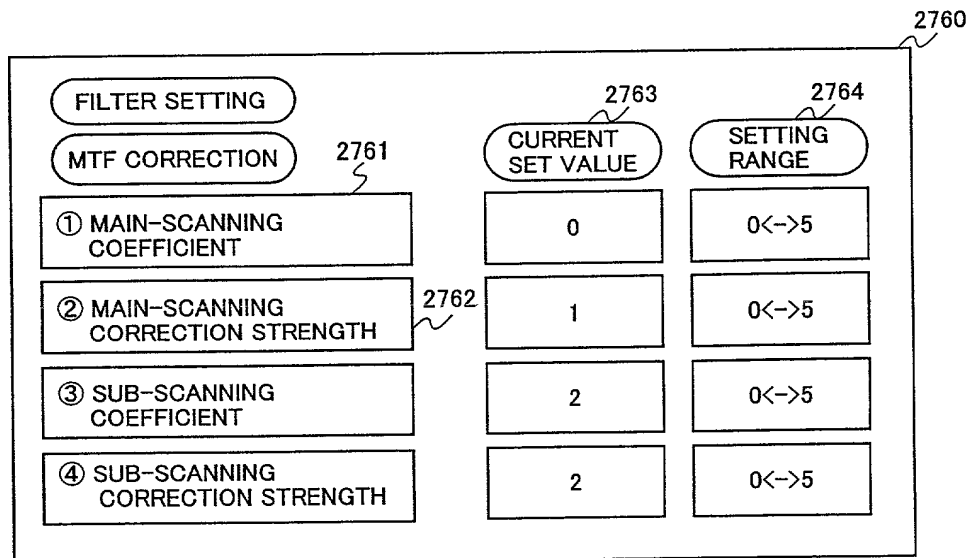 2760
FILTER SETTING
MTF CORRECTION
2761
2763
CURRENT
SET VALUE
2764
SETTING
RANGE
① MAIN-SCANNING
COEFFICIENT
0
0<->5
② MAIN-SCANNING
CORRECTION STRENGTH
2762
1
0<->5
③ SUB-SCANNING
COEFFICIENT
2
0<->5
④ SUB-SCANNING
CORRECTION STRENGTH
2
0<->5